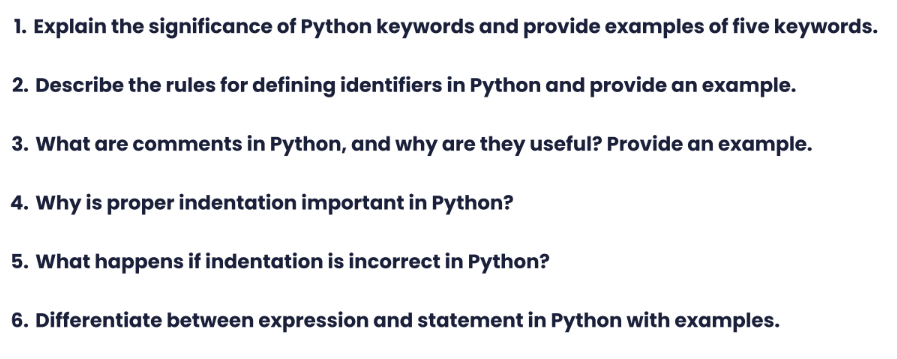 1. Explain the significance of Python keywords and provide examples of five keywords.
2. Describe the rules for defining identifiers in Python and provide an example.
3. What are comments in Python, and why are they useful? Provide an example.
4. Why is proper indentation important in Python?
5. What happens if indentation is incorrect in Python?
6. Differentiate between expression and statement in Python with examples.